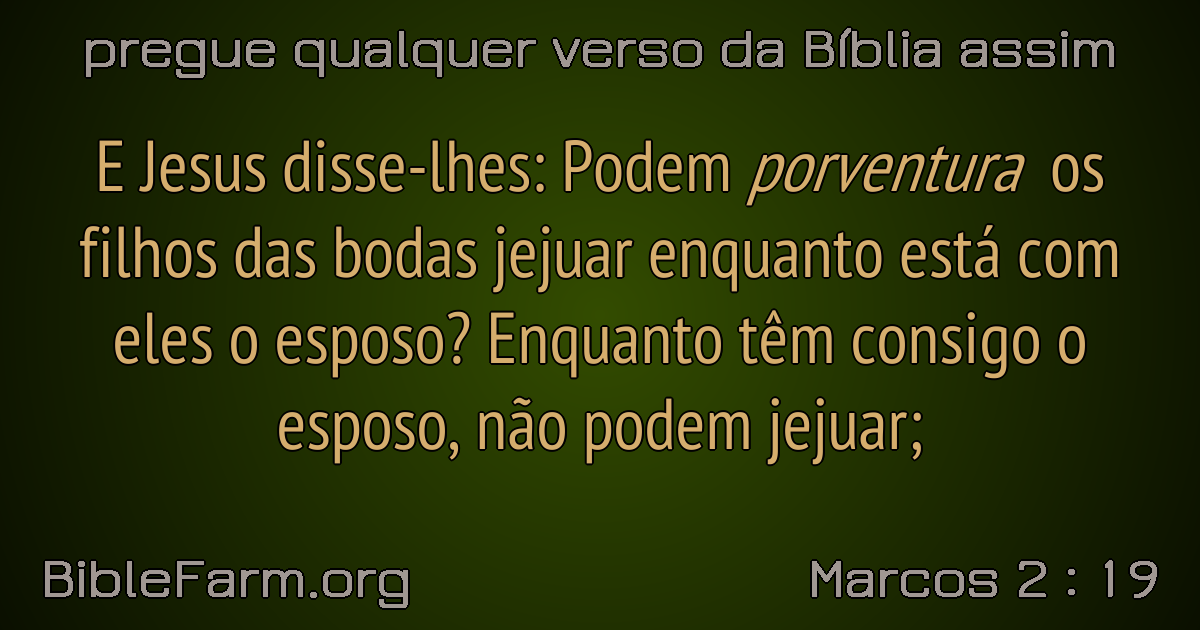 pregue qualquer verso da Bíblia assim
E Jesus disse-lhes: Podem porventura os
filhos das bodas jejuar enquanto está com
eles o esposo? Enquanto têm consigo o
esposo, não podem jejuar;
BibleFarm.org
Marcos 2 : 19